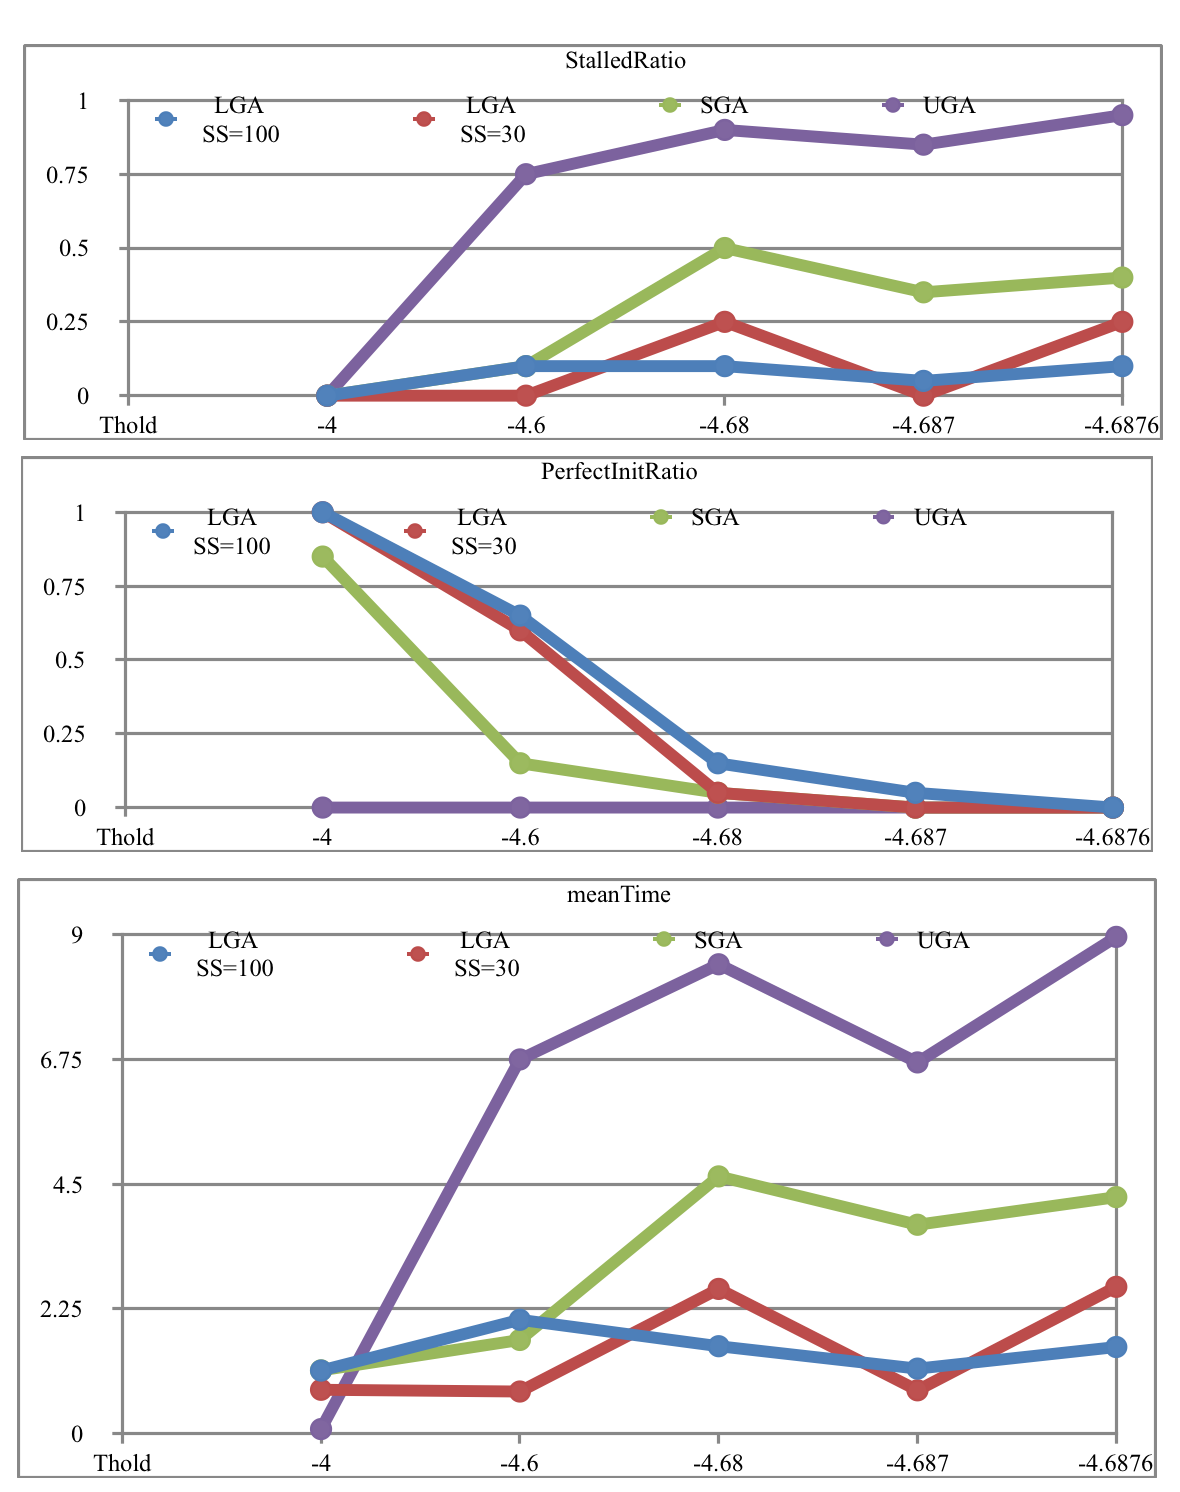 StalledRatio
LGA SS=100
LGA SS=30
SGA
UGA
1
0.75
0.5
0.25
0
Thold -4 -4.6 -4.68 -4.687 -4.6876
PerfectInitRatio
LGA SS=100
LGA SS=30
SGA
UGA
1
0.75
0.5
0.25
0
Thold -4 -4.6 -4.68 -4.687 -4.6876
meanTime
LGA SS=100
LGA SS=30
SGA
UGA
9
6.75
4.5
2.25
0
Thold -4 -4.6 -4.68 -4.687 -4.6876